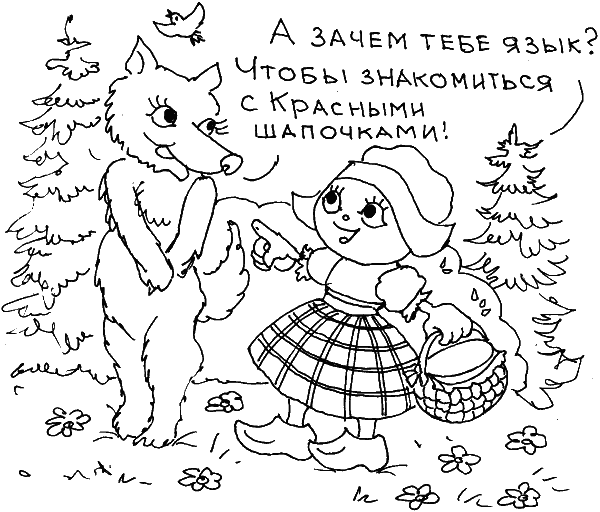 А ЗАЧЕМ ТЕБЕ ЯЗЫК?
ЧТОБЫ ЗНАКОМИТЬСЯ
С КРАСНЫМИ
ШАПОЧКАМИ!